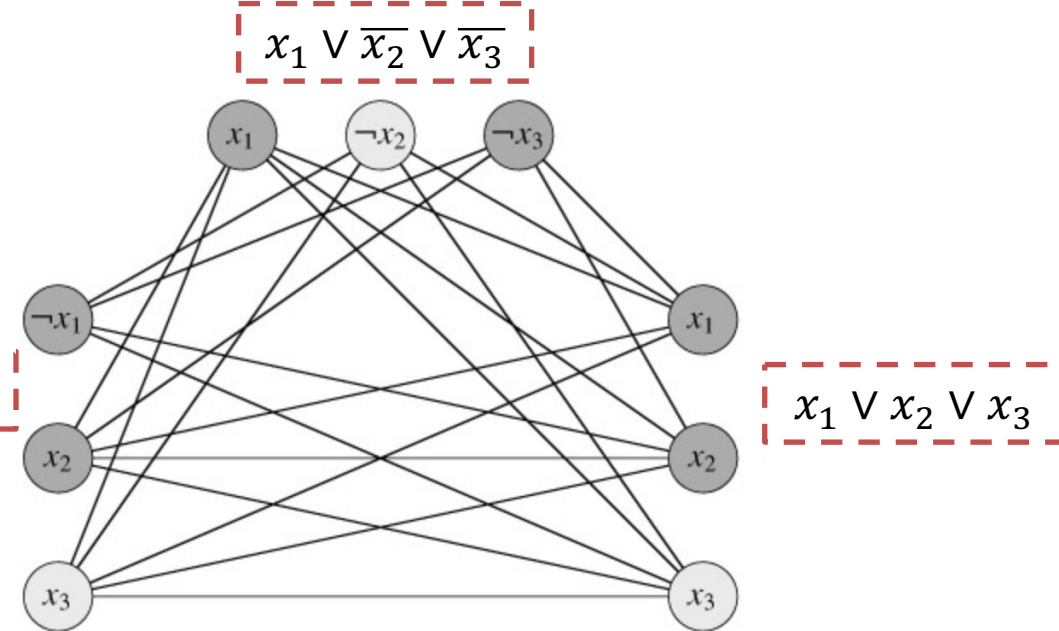 x₁ ∨ x̅₂ ∨ x̅₃
x₁ ¬x₂ ¬x₃
¬x₁ x₁
x₁ ∨ x₂ ∨ x₃
x₂ x₂
x₃ x₃